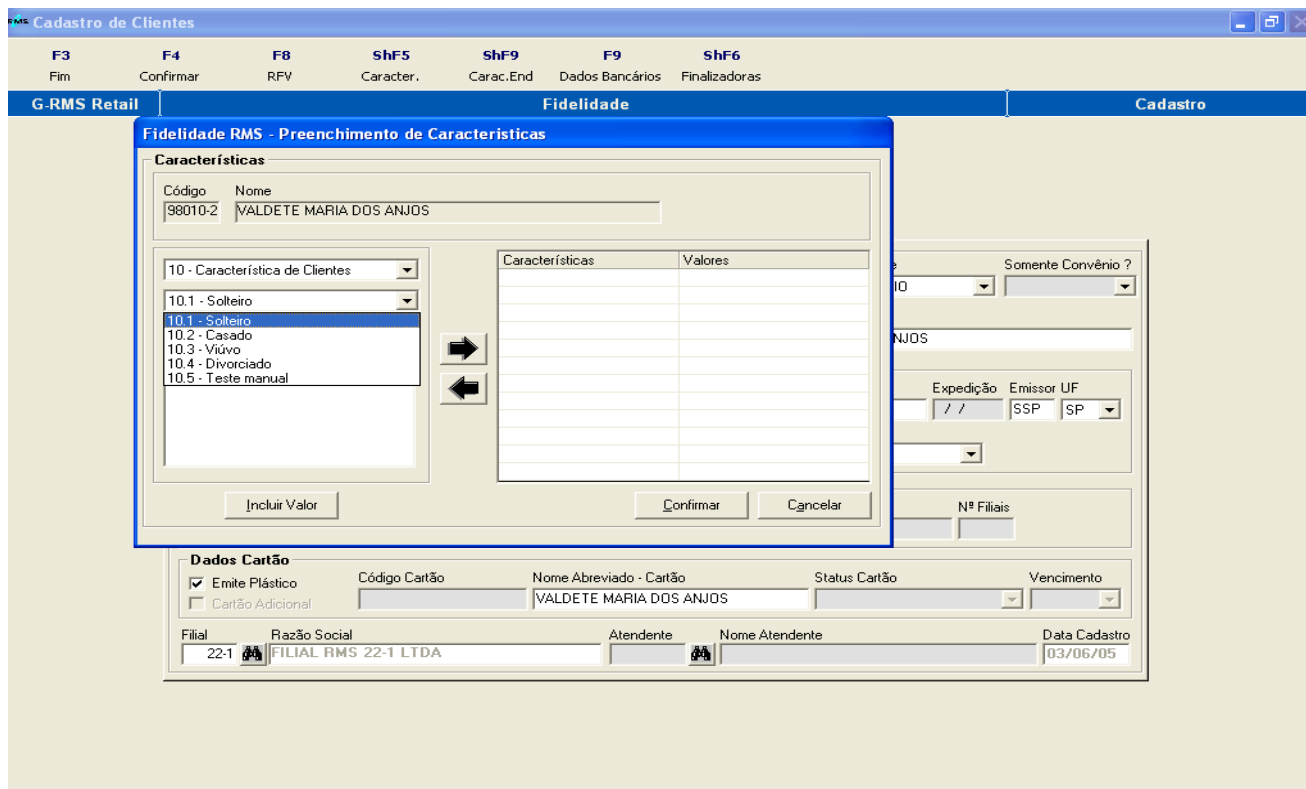 RMS Cadastro de Clientes
F3 F4 F8 ShF5 ShF9 F9 ShF6
Fim Confirmar RFV Caracter. Carac.End Dados Bancários Finalizadoras
G-RMS Retail Fidelidade Cadastro
Fidelidade RMS - Preenchimento de Caracteristicas
Características
Código Nome
98010-2 VALDETE MARIA DOS ANJOS
10 - Característica de Clientes
10.1 - Solteiro
10.1 - Solteiro
10.2 - Casado
10.3 - Viúvo
10.4 - Divorciado
10.5 - Teste manual
Características Valores
Incluir Valor Confirmar Cancelar
Somente Convênio ?
IO
NJOS
Expedição Emissor UF
/ / SSP SP
Nº Filiais
Dados Cartão
Emite Plástico Código Cartão Nome Abreviado - Cartão Status Cartão Vencimento
Cartão Adicional VALDETE MARIA DOS ANJOS
Filial Razão Social Atendente Nome Atendente Data Cadastro
22-1 FILIAL RMS 22-1 LTDA 03/06/05